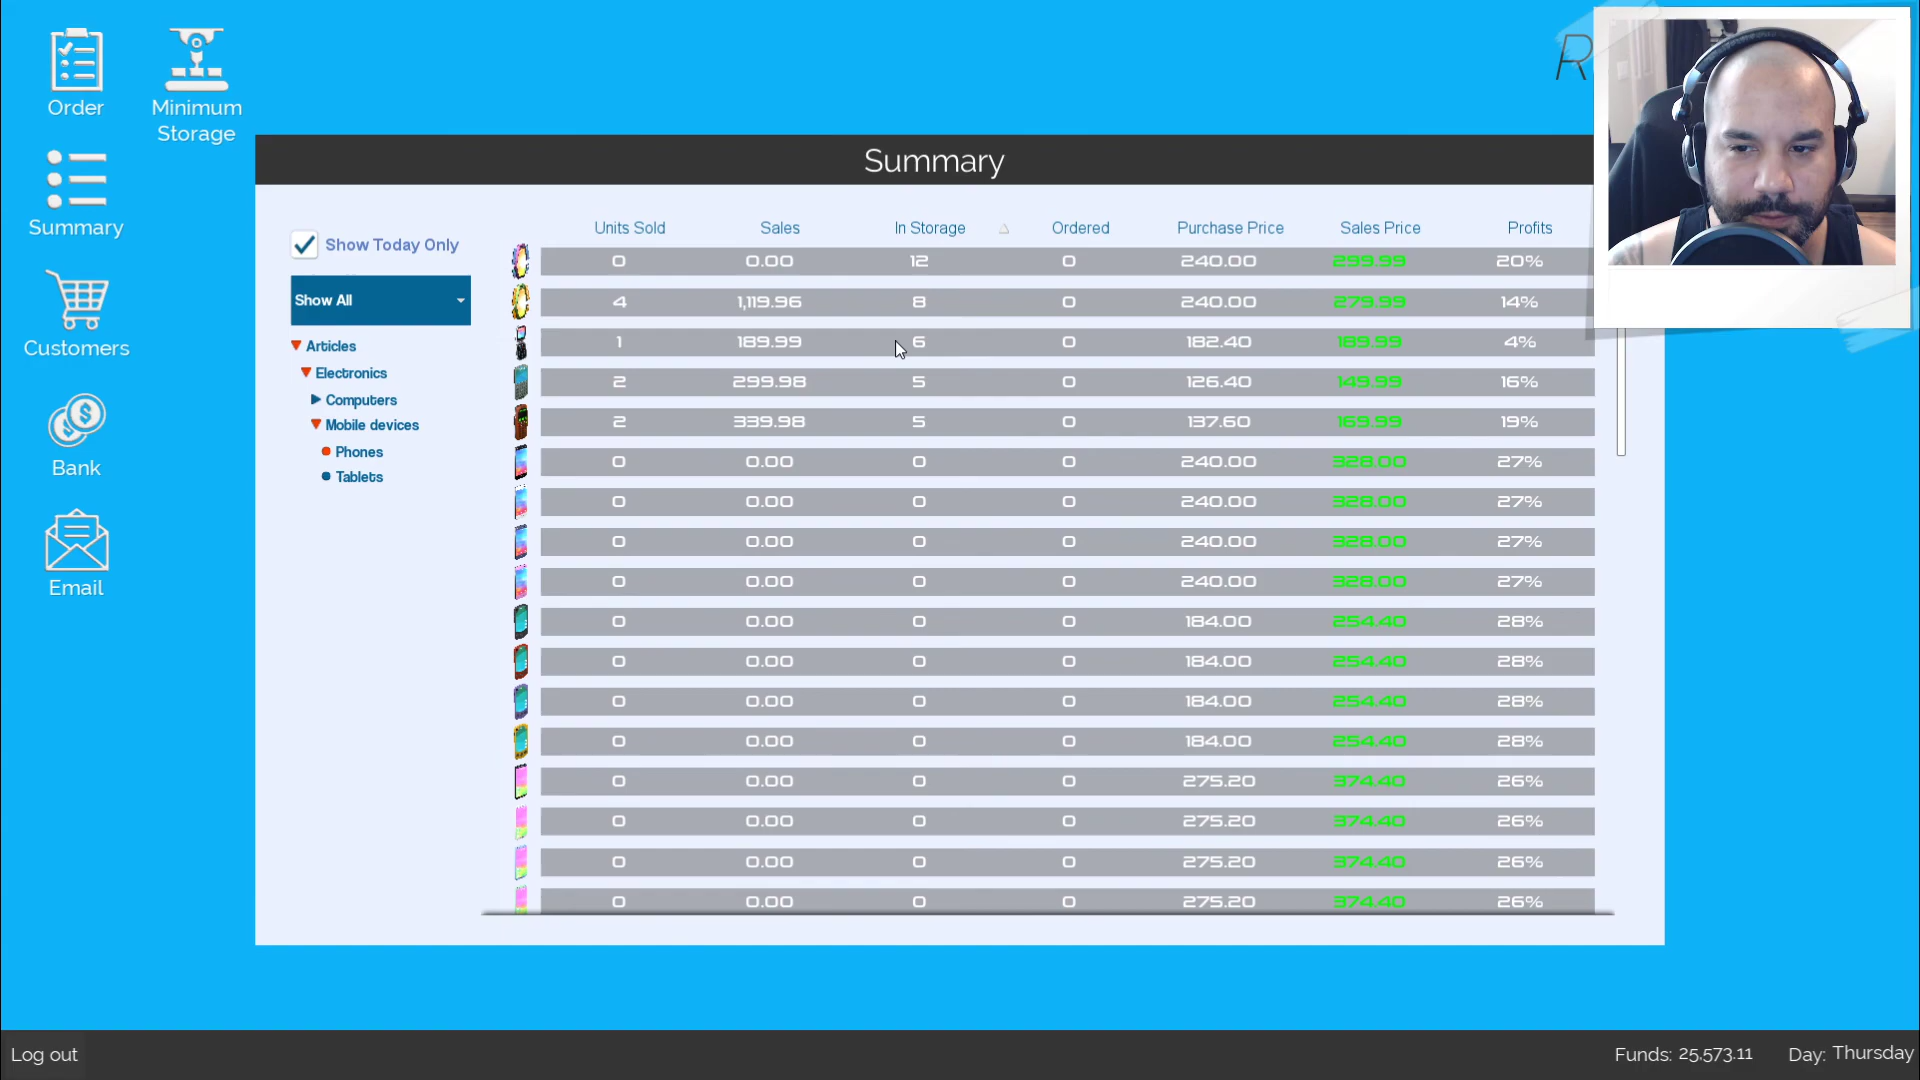 Order
Minimum
Storage
Summary
Customers
Bank
Email
R
Summary
Show Today Only
Show All
Articles
Electronics
Computers
Mobile devices
Phones
Tablets
Units Sold Sales In Storage Ordered Purchase Price Sales Price Profits
0 0.00 12 0 240.00 299.99 20%
4 1,119.96 8 0 240.00 279.99 14%
1 189.99 6 0 182.40 189.99 4%
2 299.98 5 0 126.40 149.99 16%
2 339.98 5 0 137.60 169.99 19%
0 0.00 0 0 240.00 328.00 27%
0 0.00 0 0 240.00 328.00 27%
0 0.00 0 0 240.00 328.00 27%
0 0.00 0 0 240.00 328.00 27%
0 0.00 0 0 184.00 254.40 28%
0 0.00 0 0 184.00 254.40 28%
0 0.00 0 0 184.00 254.40 28%
0 0.00 0 0 184.00 254.40 28%
0 0.00 0 0 275.20 374.40 26%
0 0.00 0 0 275.20 374.40 26%
0 0.00 0 0 275.20 374.40 26%
0 0.00 0 0 275.20 374.40 26%
Log out
Funds: 25,573.11 Day: Thursday